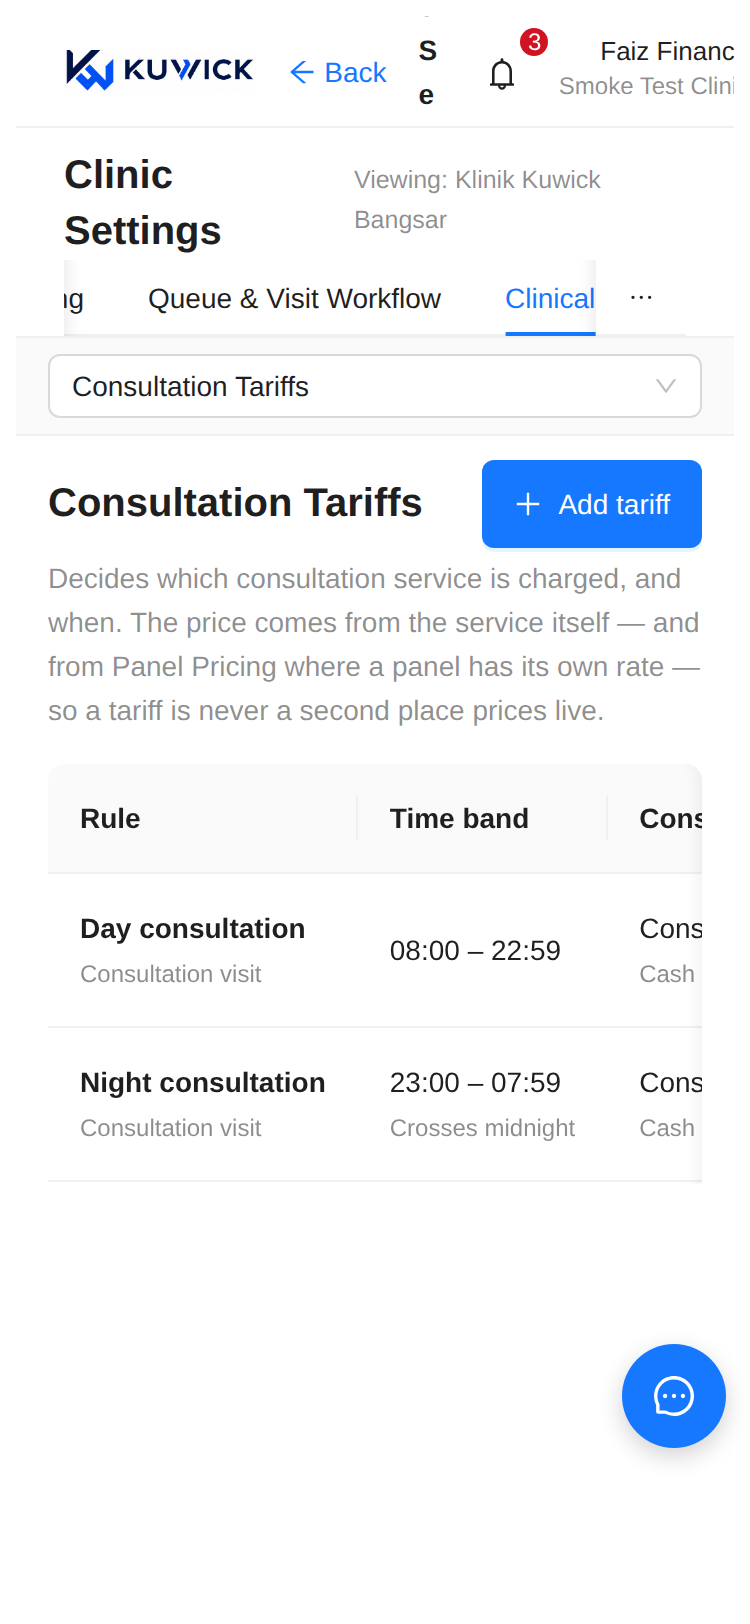 KUWICK
Back
S
e
3
Faiz Financ
Smoke Test Clini
Clinic
Settings
Viewing: Klinik Kuwick
Bangsar
ng
Queue & Visit Workflow
Clinical
···
Consultation Tariffs
Consultation Tariffs
+ Add tariff
Decides which consultation service is charged, and
when. The price comes from the service itself — and
from Panel Pricing where a panel has its own rate —
so a tariff is never a second place prices live.
Rule
Time band
Cons
Day consultation
Consultation visit
08:00 – 22:59
Cons
Cash
Night consultation
Consultation visit
23:00 – 07:59
Crosses midnight
Cons
Cash